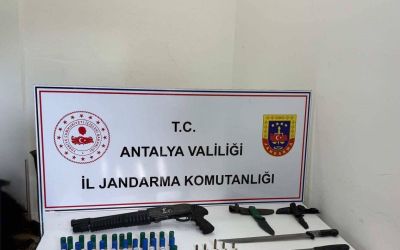 T.C.
ANTALYA VALİLİĞİ
İL JANDARMA KOMUTANLIĞI